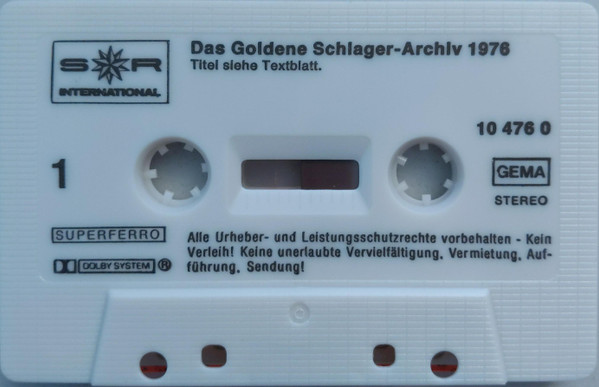 Das Goldene Schlager-Archiv 1976
Titel siehe Textblatt.
S R
INTERNATIONAL
10 476 0
1
GEMA
STEREO
SUPERFERRO
DOLBY SYSTEM ®
Alle Urheber- und Leistungsschutzrechte vorbehalten - Kein
Verleih! Keine unerlaubte Vervielfältigung, Vermietung, Auf-
führung, Sendung!